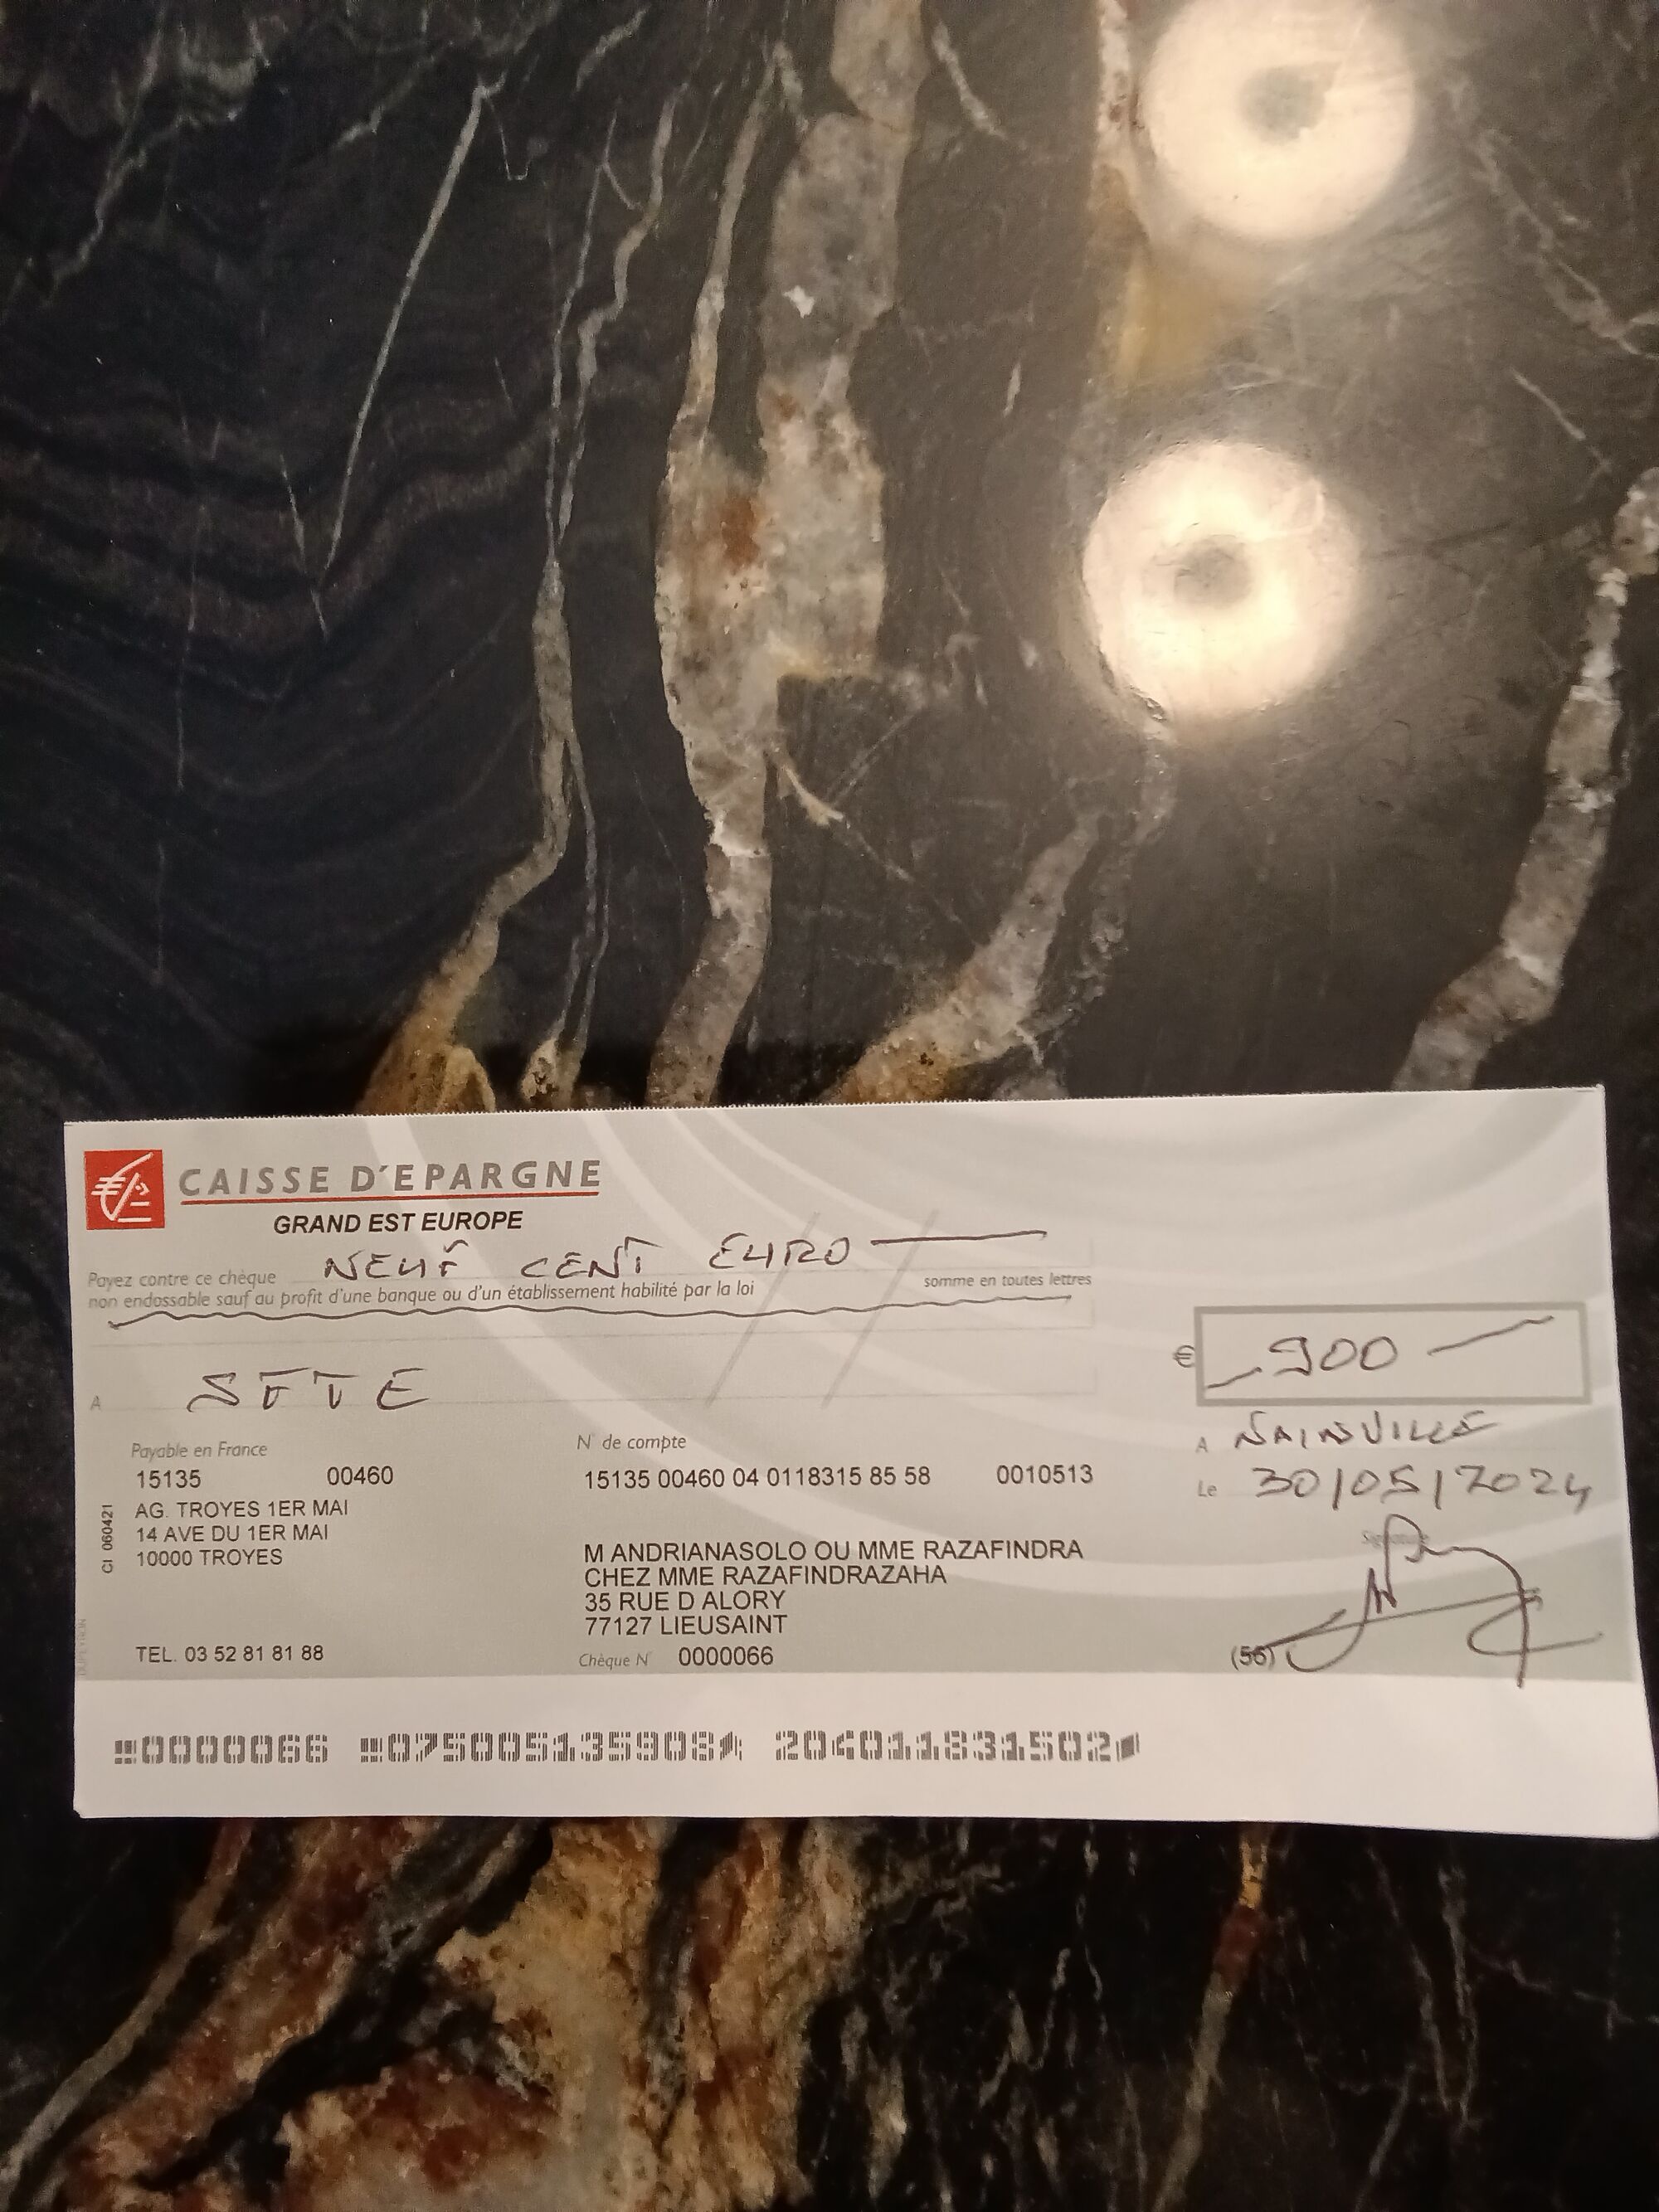 CAISSE D'EPARGNE
GRAND EST EUROPE
Payez contre ce chèque NEUF CENT EURO
non endossable sauf au profit d'une banque ou d'un établissement habilité par la loi somme en toutes lettres
€ 900
A SFTE
A NAINVILLE
Le 30/05/2024
Payable en France N° de compte
15135 00460 15135 00460 04 0118315 85 58 0010513
AG. TROYES 1ER MAI
14 AVE DU 1ER MAI
10000 TROYES
CI 060421
Signature
M ANDRIANASOLO OU MME RAZAFINDRA
CHEZ MME RAZAFINDRAZAHA
35 RUE D ALORY
77127 LIEUSAINT
TEL. 03 52 81 81 88 Chèque N° 0000066
(56)
0000066 075005135908 204011831502